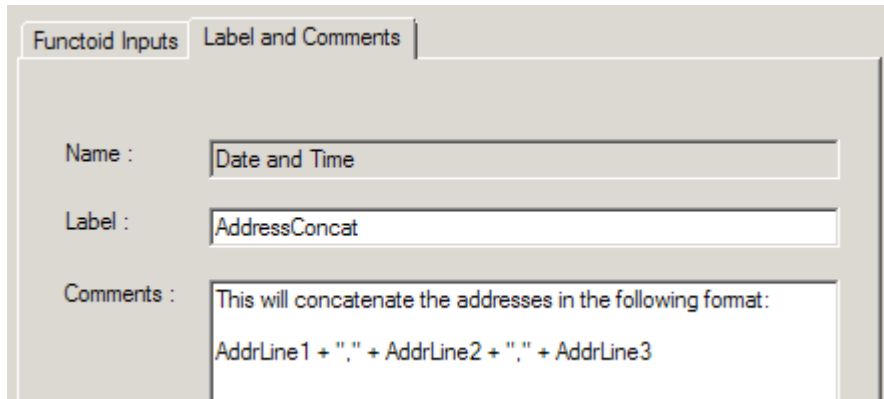 Functoid Inputs Label and Comments
Name : Date and Time
Label : AddressConcat
Comments : This will concatenate the addresses in the following format:
AddrLine1 + "," + AddrLine2 + "," + AddrLine3